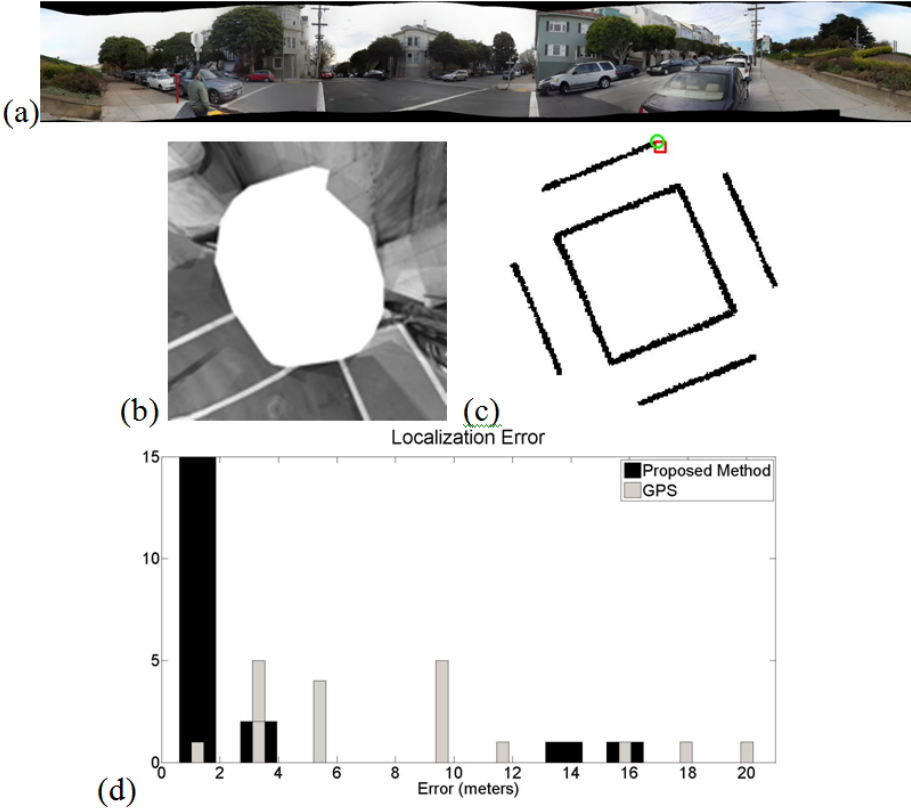 (a)
(b)
(c)
Localization Error
Proposed Method
GPS
15
10
5
0
0 2 4 6 8 10 12 14 16 18 20
Error (meters)
(d)